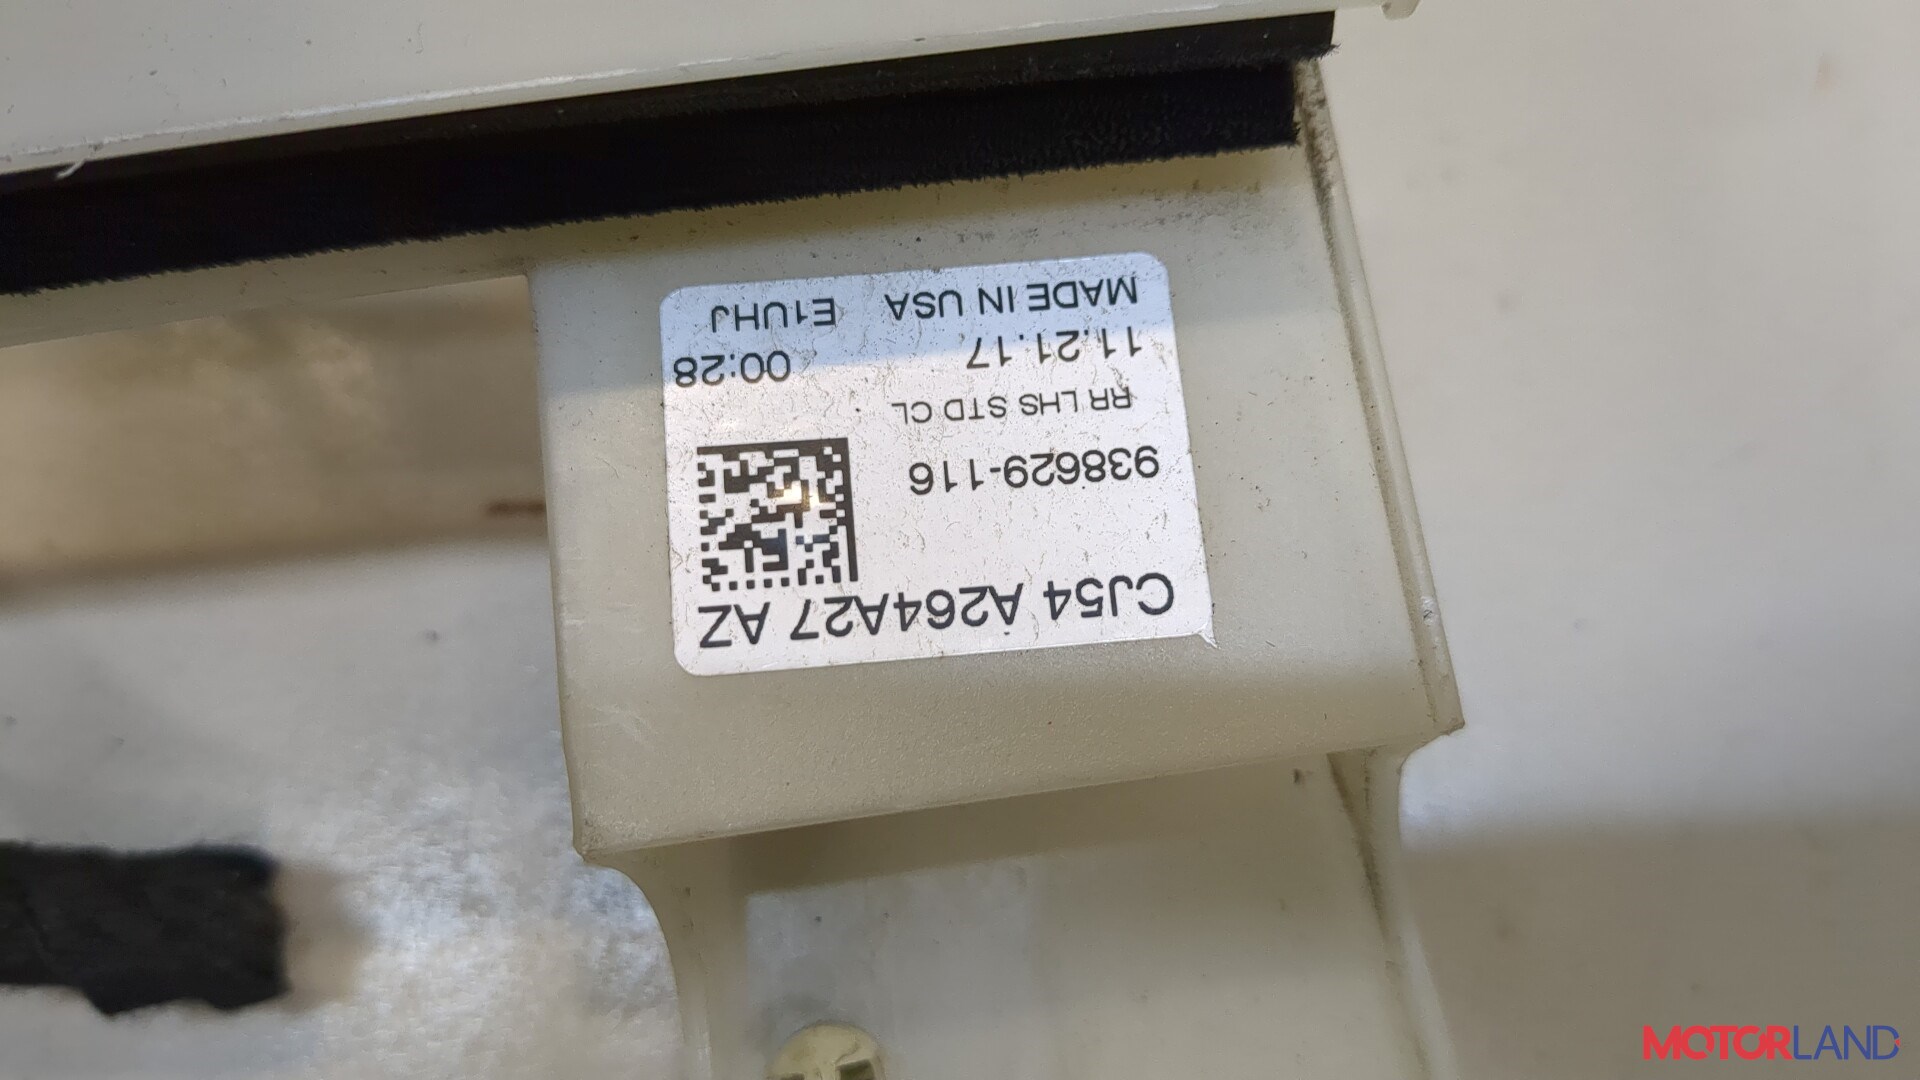 CJ54 A264A27 AZ
938629-116
RR LHS STD CL
11.21.17 00:28
MADE IN USA E1UHJ
MOTORLAND